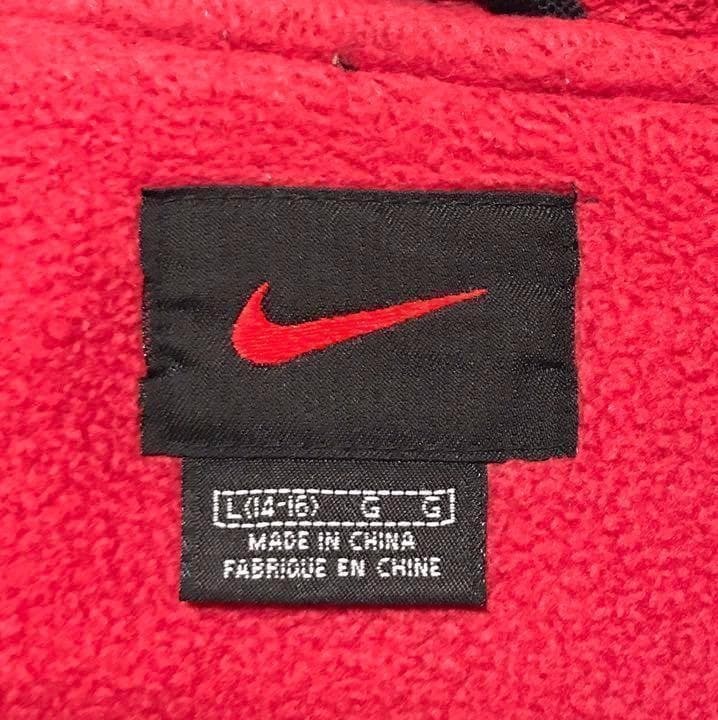 L(14-16) G G
MADE IN CHINA
FABRIQUE EN CHINE